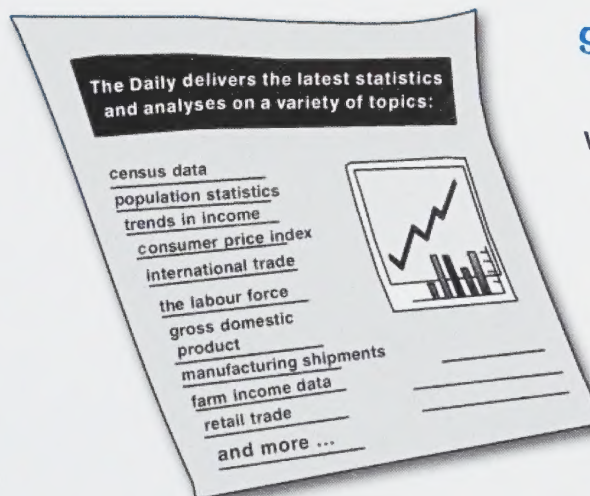 The Daily delivers the latest statistics
and analyses on a variety of topics:
census data
population statistics
trends in income
consumer price index
international trade
the labour force
gross domestic
product
manufacturing shipments
farm income data
retail trade
and more ...